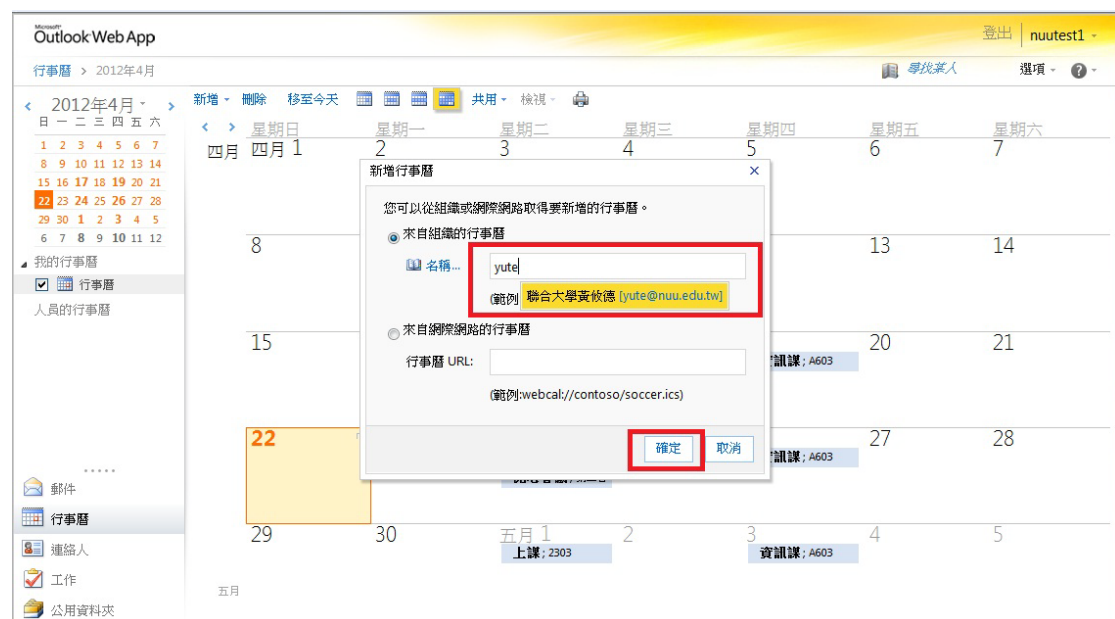 Microsoft®
Outlook Web App
登出 nuutest1
行事曆 > 2012年4月
尋找某人 選項
2012年4月
新增 刪除 移至今天 共用 檢視
日 一 二 三 四 五 六
1 2 3 4 5 6 7
8 9 10 11 12 13 14
15 16 17 18 19 20 21
22 23 24 25 26 27 28
29 30 1 2 3 4 5
6 7 8 9 10 11 12
我的行事曆
行事曆
人員的行事曆
星期日 星期一 星期二 星期三 星期四 星期五 星期六
四月 四月 1 2 3 4 5 6 7
8 13 14
15 20 21
訊課; A603
22 27 28
訊課; A603
29 30 五月 1 2 3 4 5
上課; 2303 資訊課; A603
五月
新增行事曆
您可以從組織或網際網路取得要新增的行事曆。
來自組織的行事曆
名稱... yute
(範例 聯合大學黃攸德 [yute@nuu.edu.tw]
來自網際網路的行事曆
行事曆 URL:
(範例:webcal://contoso/soccer.ics)
確定 取消
郵件
行事曆
連絡人
工作
公用資料夾